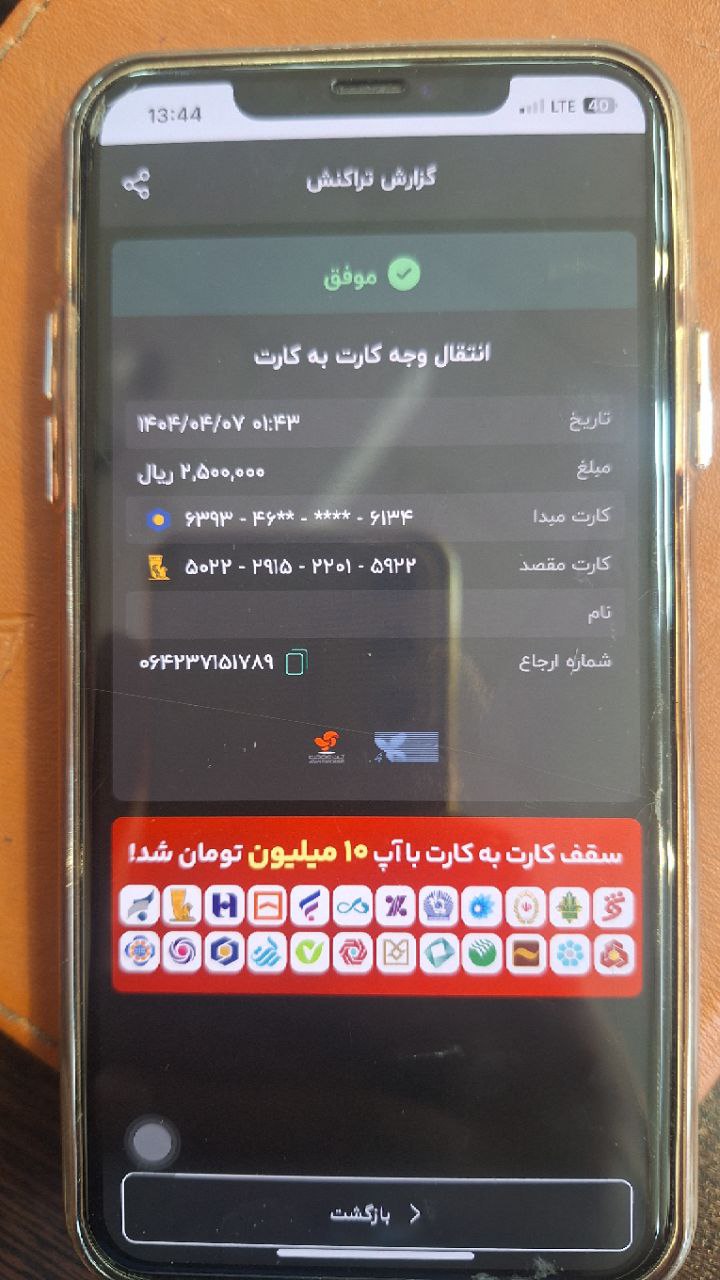 13:44 LTE 40
گزارش تراکنش
موفق
انتقال وجه کارت به کارت
تاریخ ۱۴۰۴/۰۴/۰۷ ۰۱:۴۳
مبلغ ۲,۵۰۰,۰۰۰ ریال
کارت مبدا ۶۳۹۳ - ۴۶** - **** - ۶۱۳۴
کارت مقصد ۵۰۲۲ - ۲۹۱۵ - ۲۲۰۱ - ۵۹۲۲
نام
شماره ارجاع ۰۶۴۲۳۷۱۵۱۷۸۹
سقف کارت به کارت با آپ ۱۰ میلیون تومان شد!
بازگشت